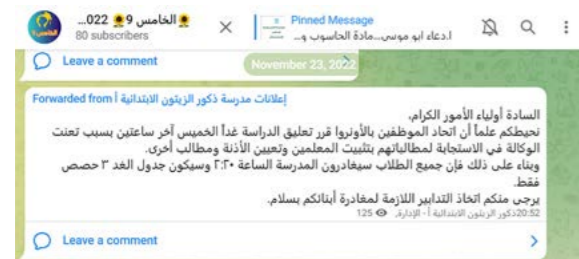 🌻الخامس 9🌻 022...
80 subscribers
Pinned Message
ا.دعاء ابو موسى...مادة الحاسوب و...
Leave a comment
November 23, 2022
Forwarded from إعلانات مدرسة ذكور الزيتون الابتدائية أ
السادة أولياء الأمور الكرام،
نحيطكم علماً أن اتحاد الموظفين بالأونروا قرر تعليق الدراسة غداً الخميس آخر ساعتين بسبب تعنت
الوكالة في الاستجابة لمطالباتهم بتثبيت المعلمين وتعيين الأذنة ومطالب أخرى.
وبناء على ذلك فإن جميع الطلاب سيغادرون المدرسة الساعة ٢:٢٠ وسيكون جدول الغد ٣ حصص
فقط.
يرجى منكم اتخاذ التدابير اللازمة لمغادرة أبنائكم بسلام.
125 ذكور الزيتون الابتدائية أ - الإدارة, 20:52
Leave a comment